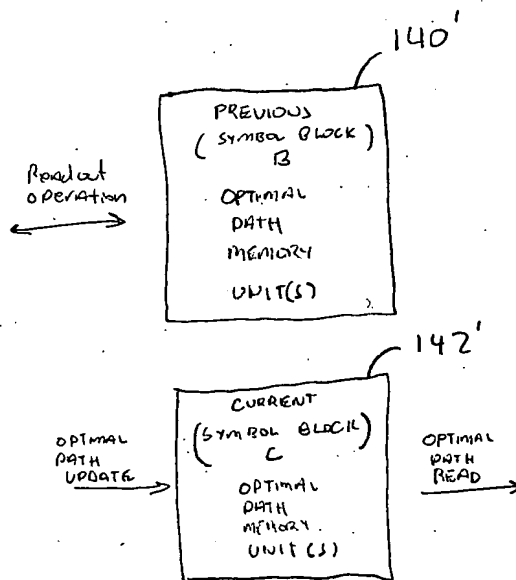 140'
PREVIOUS
(SYMBOL BLOCK)
B
OPTIMAL
PATH
MEMORY
UNIT(S)
Readout
OPERATION
142'
CURRENT
(SYMBOL BLOCK)
C
OPTIMAL
PATH
MEMORY
UNIT(S)
OPTIMAL
PATH
UPDATE
OPTIMAL
PATH
READ